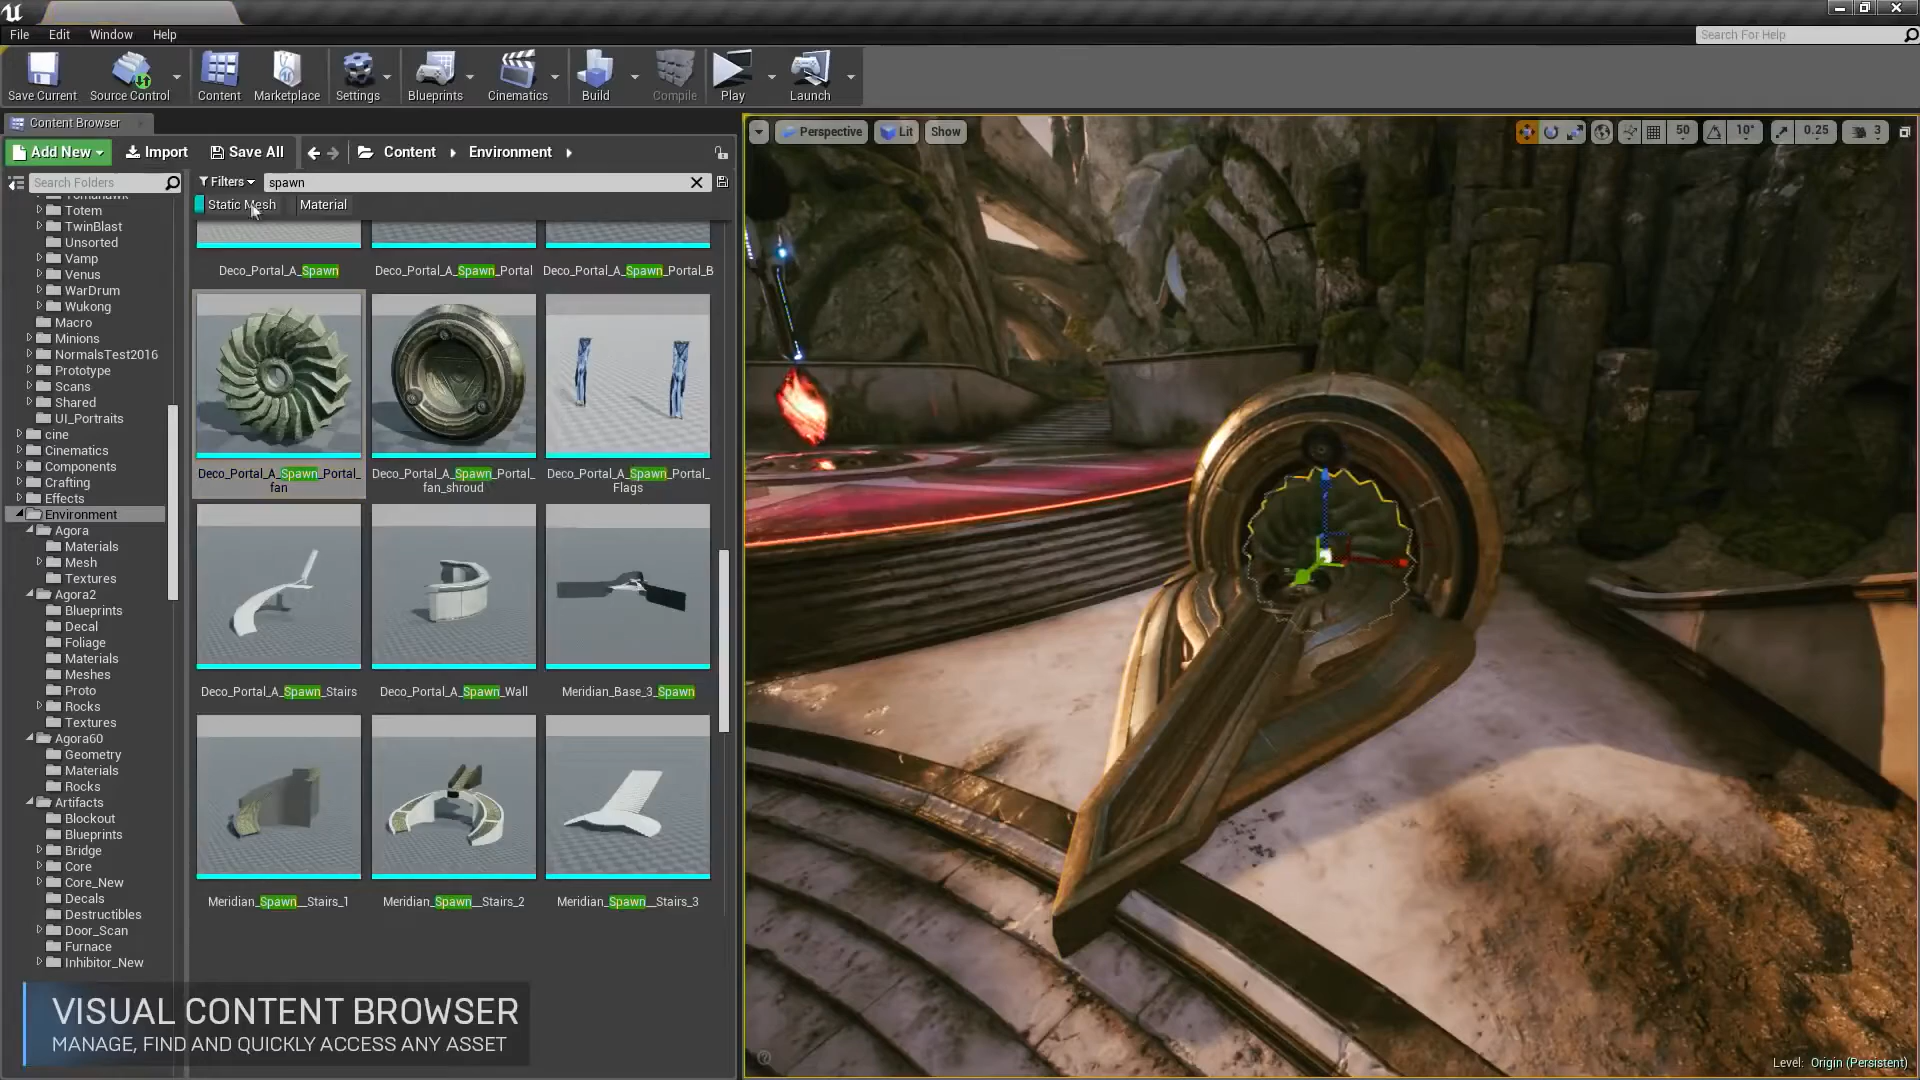 File Edit Window Help
Search For Help
Save Current Source Control Content Marketplace Settings Blueprints Cinematics Build Compile Play Launch
Content Browser
Add New Import Save All Content Environment
Search Folders
Filters spawn
Static Mesh Material
Totem
TwinBlast
Unsorted
Vamp
Venus
WarDrum
Wukong
Macro
Minions
NormalsTest2016
Prototype
Scans
Shared
UI_Portraits
cine
Cinematics
Components
Crafting
Effects
Environment
Agora
Materials
Mesh
Textures
Agora2
Blueprints
Decal
Foliage
Materials
Meshes
Proto
Rocks
Textures
Agora60
Geometry
Materials
Rocks
Artifacts
Blockout
Blueprints
Bridge
Core
Core_New
Decals
Destructibles
Door_Scan
Furnace
Inhibitor_New
Deco_Portal_A_Spawn
Deco_Portal_A_Spawn_Portal
Deco_Portal_A_Spawn_Portal_B
Deco_Portal_A_Spawn_Portal_
fan
Deco_Portal_A_Spawn_Portal_
fan_shroud
Deco_Portal_A_Spawn_Portal_
Flags
Deco_Portal_A_Spawn_Stairs
Deco_Portal_A_Spawn_Wall
Meridian_Base_3_Spawn
Meridian_Spawn__Stairs_1
Meridian_Spawn__Stairs_2
Meridian_Spawn__Stairs_3
Perspective Lit Show
50 10° 0.25 3
VISUAL CONTENT BROWSER
MANAGE, FIND AND QUICKLY ACCESS ANY ASSET
Level: Origin (Persistent)